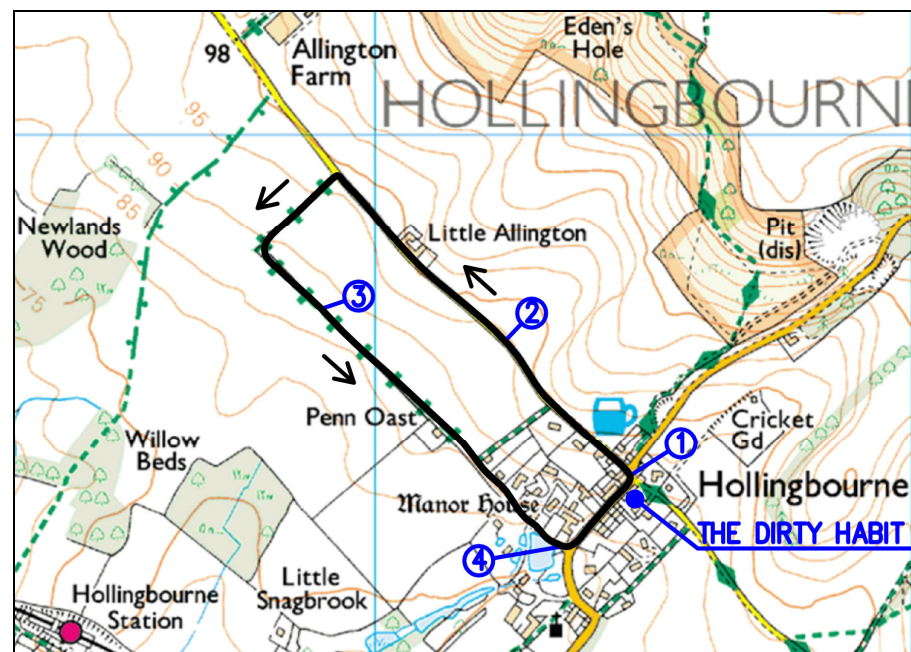 98
Allington
Farm
Eden's
Hole
HOLLINGBOURNE
95
90
85
75
Newlands
Wood
Little Allington
Pit
(dis)
3
2
Penn Oast
Willow
Beds
Cricket
Gd
1
Manor House
Hollingbourne
THE DIRTY HABIT
4
Hollingbourne
Station
Little
Snagbrook